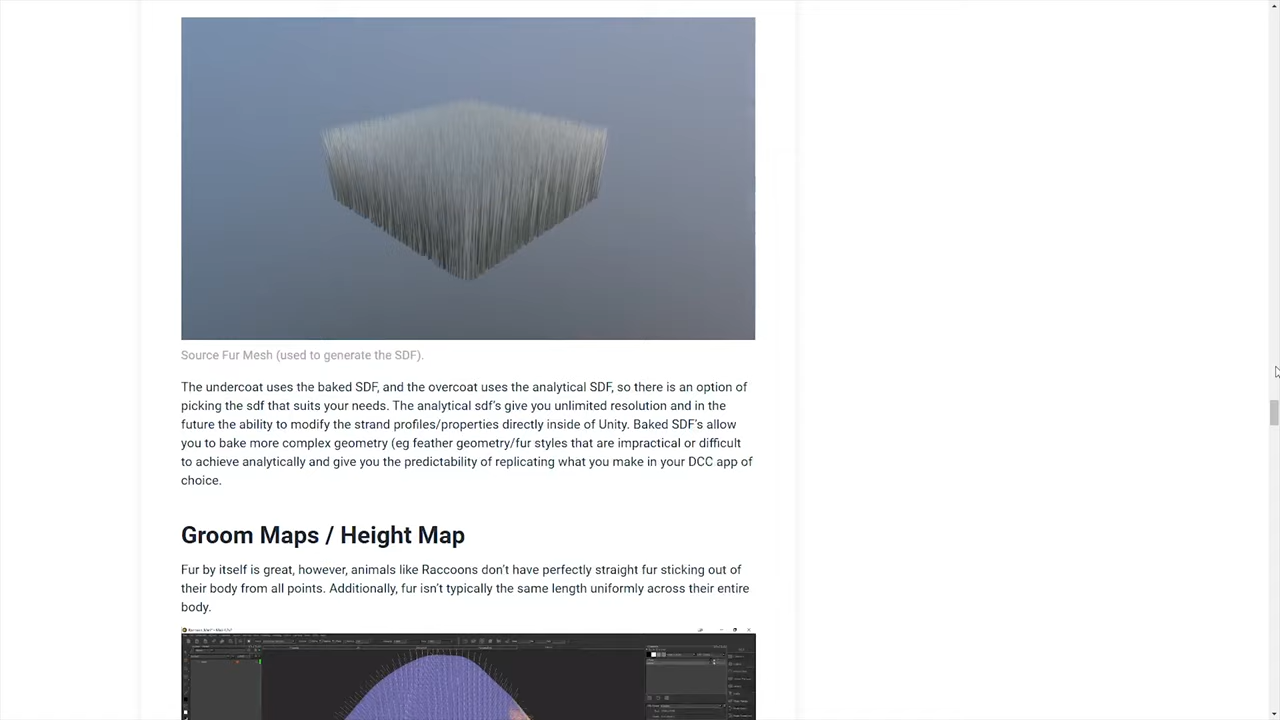 Source Fur Mesh (used to generate the SDF).
The undercoat uses the baked SDF, and the overcoat uses the analytical SDF, so there is an option of
picking the sdf that suits your needs. The analytical sdf's give you unlimited resolution and in the
future the ability to modify the strand profiles/properties directly inside of Unity. Baked SDF's allow
you to bake more complex geometry (eg feather geometry/fur styles that are impractical or difficult
to achieve analytically and give you the predictability of replicating what you make in your DCC app of
choice.
Groom Maps / Height Map
Fur by itself is great, however, animals like Raccoons don't have perfectly straight fur sticking out of
their body from all points. Additionally, fur isn't typically the same length uniformly across their entire
body.